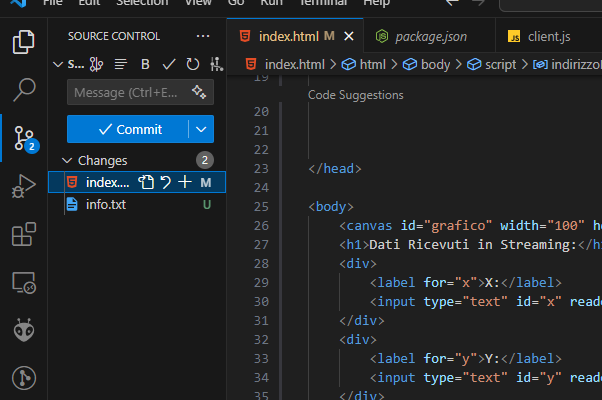 File Edit Selection View Go Run Terminal Help
SOURCE CONTROL
S... B
Message (Ctrl+E...
Commit
Changes 2
index.... M
info.txt U
2
index.html M package.json client.js
index.html > html > body > script > indirizzo
19
Code Suggestions
20
21
22
23 </head>
24
25 <body>
26 <canvas id="grafico" width="100" he
27 <h1>Dati Ricevuti in Streaming:</h
28 <div>
29 <label for="x">X:</label>
30 <input type="text" id="x" reado
31 </div>
32 <div>
33 <label for="y">Y:</label>
34 <input type="text" id="y" reado
35 </div>